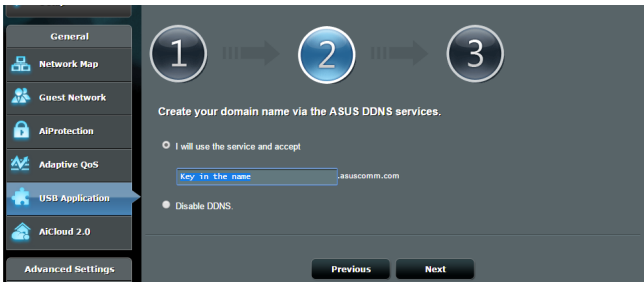 General
Network Map
Guest Network
AiProtection
Adaptive QoS
USB Application
AiCloud 2.0
Advanced Settings
1
2
3
Create your domain name via the ASUS DDNS services.
I will use the service and accept
Key in the name .asuscomm.com
Disable DDNS.
Previous Next